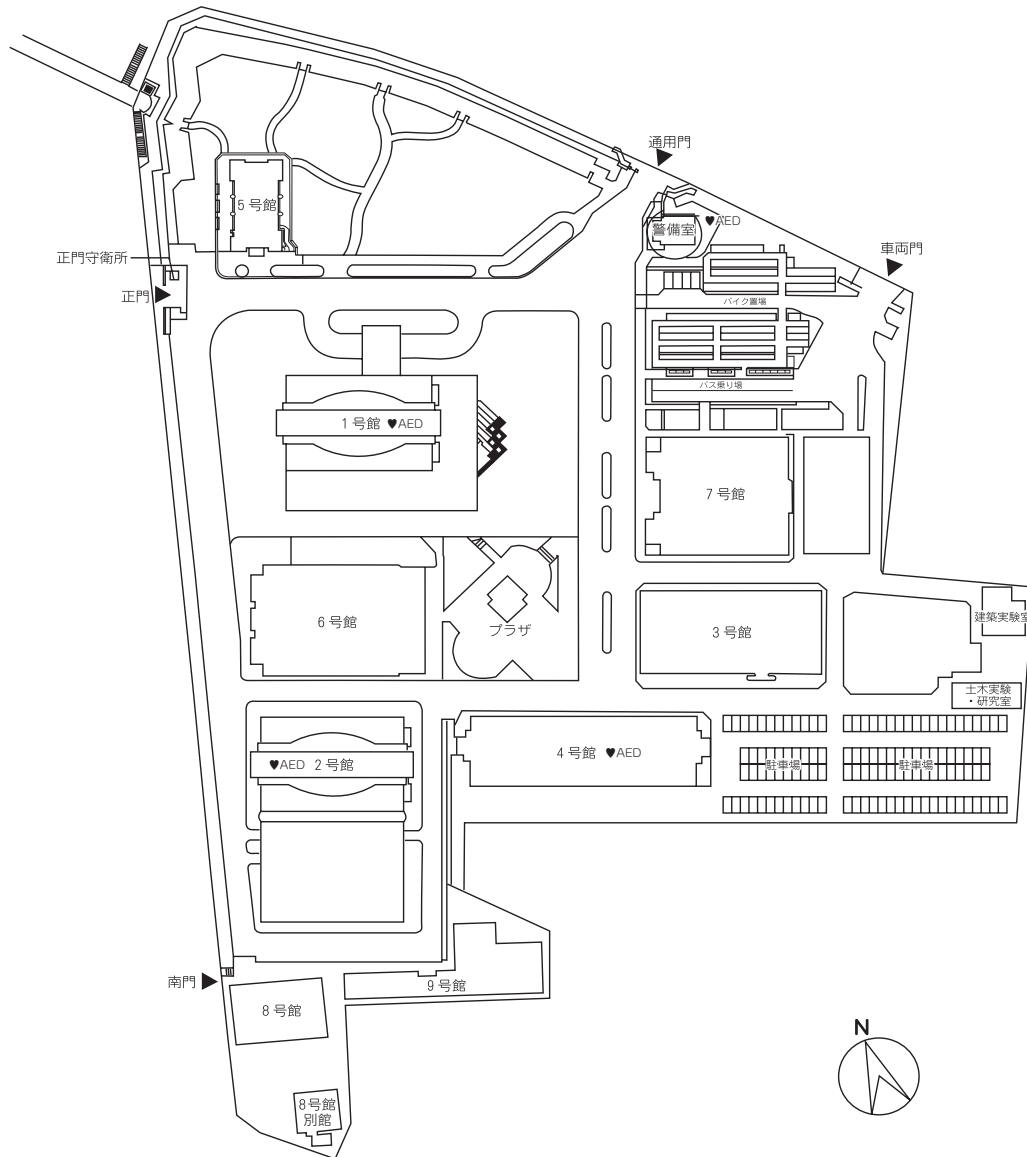 通用門
5号館
♥AED
警備室
車両門
正門守衛所
正門
バイク置場
バス乗り場
1号館 ♥AED
7号館
建築実験室
6号館
プラザ
3号館
土木実験
・研究室
♥AED 2号館
4号館 ♥AED
駐車場
駐車場
南門
9号館
8号館
N
8号館
別館